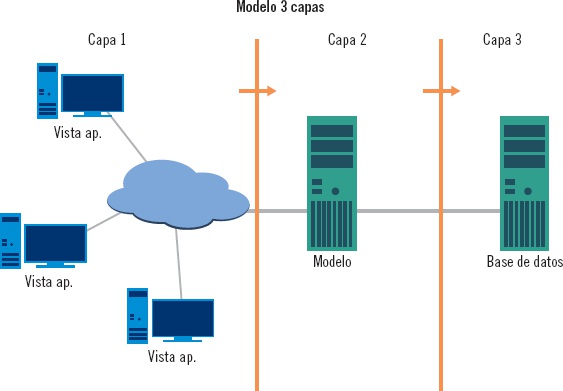 Modelo 3 capas
Capa 1
Capa 2
Capa 3
Vista ap.
Vista ap.
Vista ap.
Modelo
Base de datos